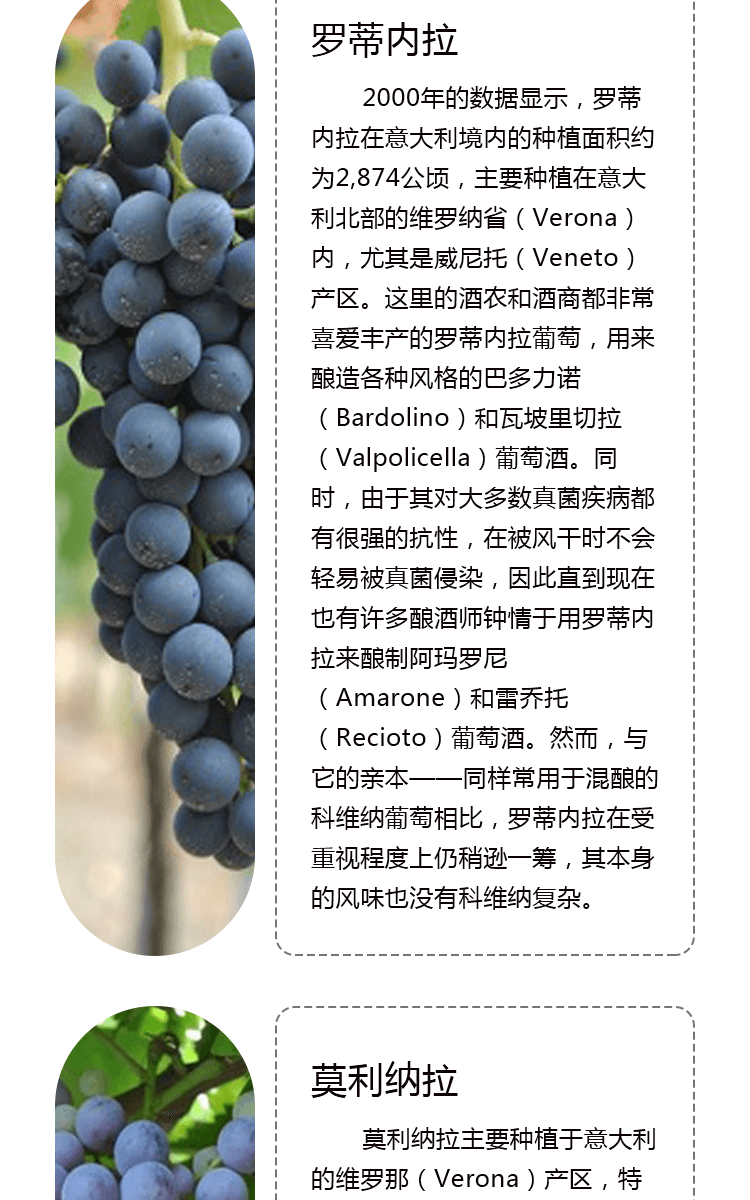 罗蒂内拉
2000年的数据显示，罗蒂
内拉在意大利境内的种植面积约
为2,874公顷，主要种植在意大
利北部的维罗纳省（Verona）
内，尤其是威尼托（Veneto）
产区。这里的酒农和酒商都非常
喜爱丰产的罗蒂内拉葡萄，用来
酿造各种风格的巴多力诺
（Bardolino）和瓦坡里切拉
（Valpolicella）葡萄酒。同
时，由于其对大多数真菌疾病都
有很强的抗性，在被风干时不会
轻易被真菌侵染，因此直到现在
也有许多酿酒师钟情于用罗蒂内
拉来酿制阿玛罗尼
（Amarone）和雷乔托
（Recioto）葡萄酒。然而，与
它的亲本——同样常用于混酿的
科维纳葡萄相比，罗蒂内拉在受
重视程度上仍稍逊一筹，其本身
的风味也没有科维纳复杂。
莫利纳拉
莫利纳拉主要种植于意大利
的维罗那（Verona）产区，特